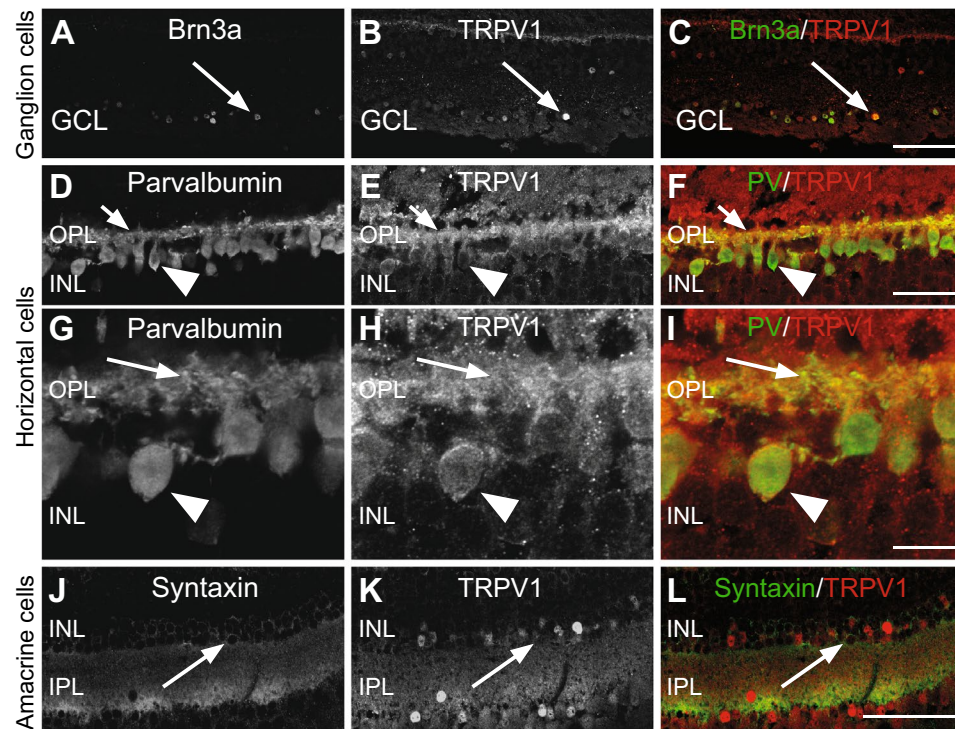 Ganglion cells
A
Brn3a
GCL
B
TRPV1
GCL
C
Brn3a/TRPV1
GCL
Horizontal cells
D
Parvalbumin
OPL
INL
E
TRPV1
OPL
INL
F
PV/TRPV1
OPL
INL
G
Parvalbumin
OPL
INL
H
TRPV1
OPL
INL
I
PV/TRPV1
OPL
INL
Amacrine cells
J
Syntaxin
INL
IPL
K
TRPV1
INL
IPL
L
Syntaxin/TRPV1
INL
IPL